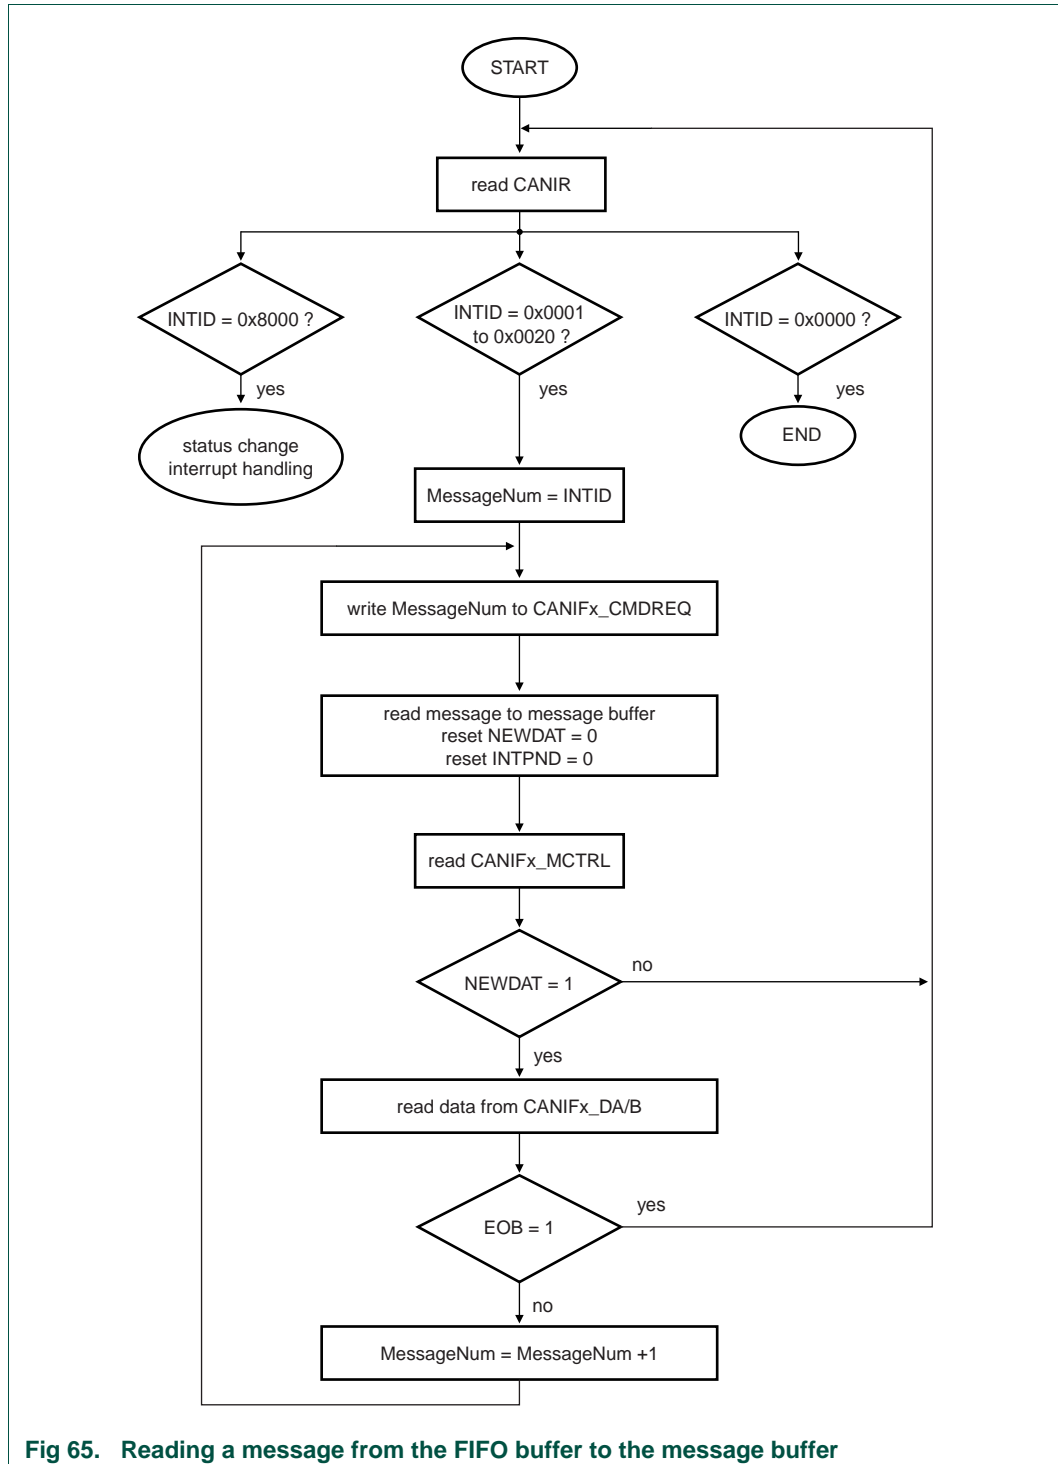 START
read CANIR
INTID = 0x8000 ?
INTID = 0x0001
to 0x0020 ?
INTID = 0x0000 ?
yes
yes
yes
status change
interrupt handling
END
MessageNum = INTID
write MessageNum to CANIFx_CMDREQ
read message to message buffer
reset NEWDAT = 0
reset INTPND = 0
read CANIFx_MCTRL
NEWDAT = 1
no
yes
read data from CANIFx_DA/B
EOB = 1
yes
no
MessageNum = MessageNum +1
Fig 65. Reading a message from the FIFO buffer to the message buffer